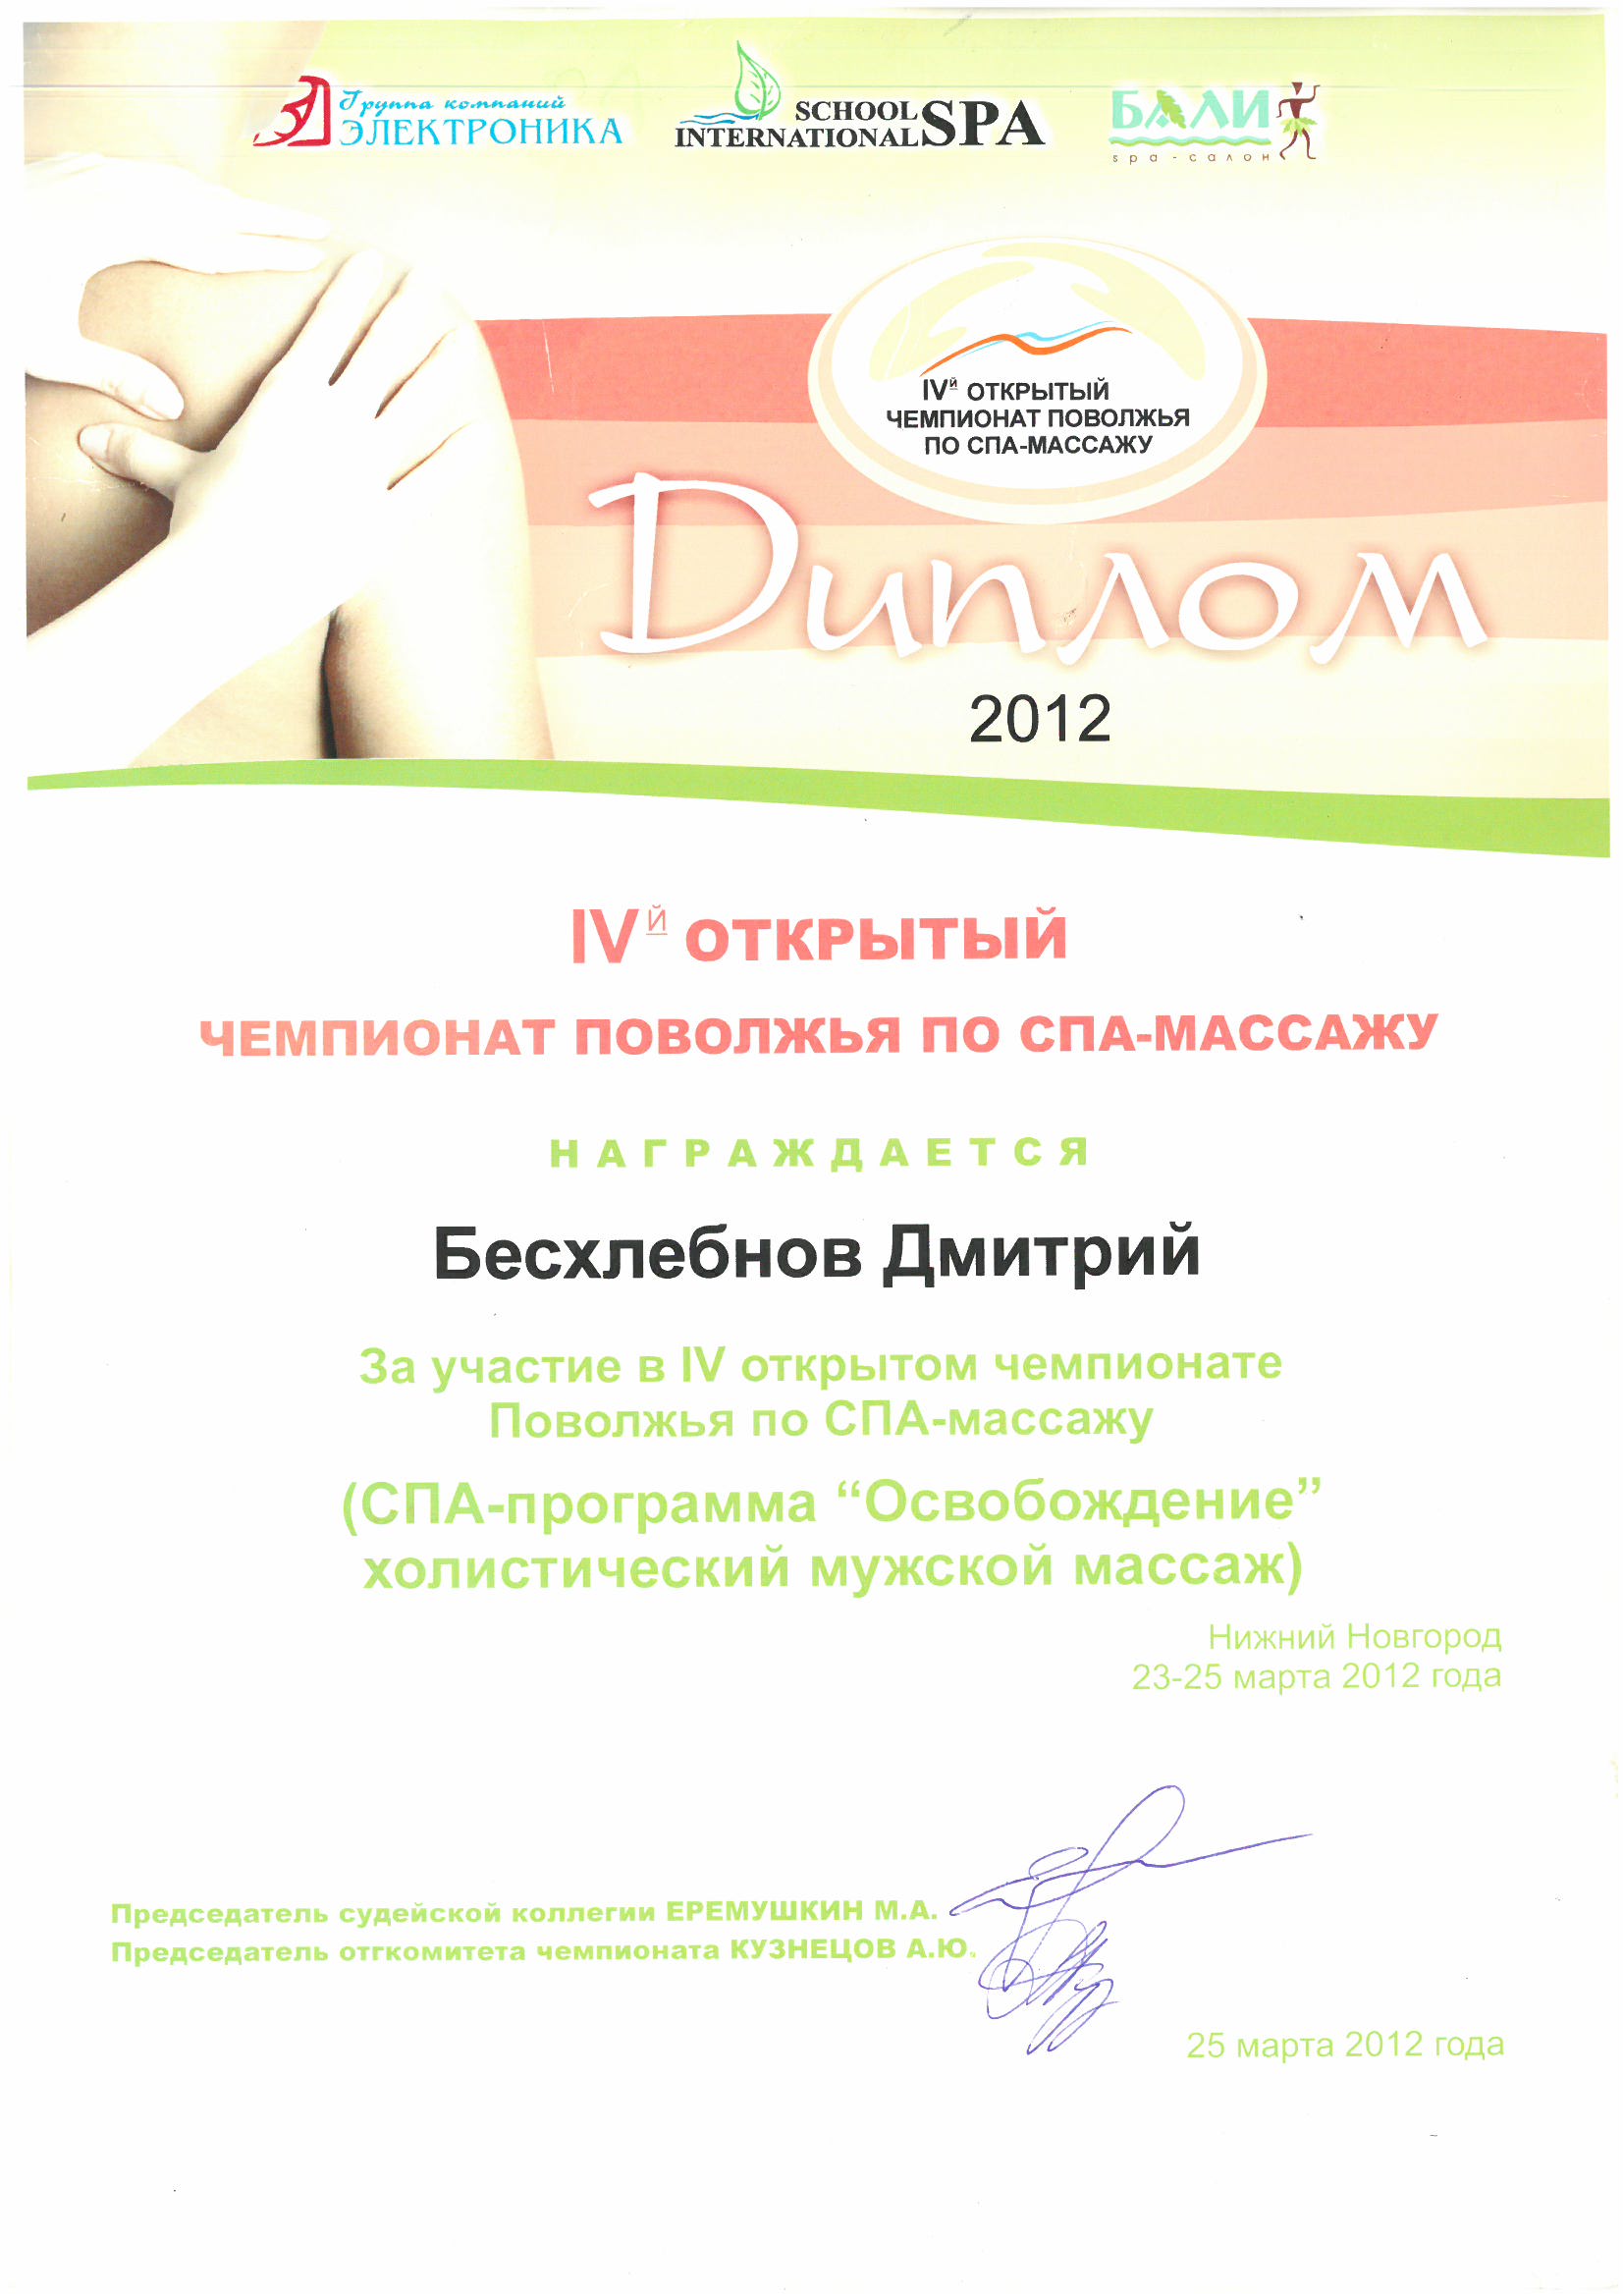 Группа компаний
ЭЛЕКТРОНИКА
SCHOOL
INTERNATIONAL SPA
БАЛИ
spa-салон
IVй ОТКРЫТЫЙ
ЧЕМПИОНАТ ПОВОЛЖЬЯ
ПО СПА-МАССАЖУ
Диплом
2012
IVй ОТКРЫТЫЙ
ЧЕМПИОНАТ ПОВОЛЖЬЯ ПО СПА-МАССАЖУ
НАГРАЖДАЕТСЯ
Бесхлебнов Дмитрий
За участие в IV открытом чемпионате
Поволжья по СПА-массажу
(СПА-программа “Освобождение”
холистический мужской массаж)
Нижний Новгород
23-25 марта 2012 года
Председатель судейской коллегии ЕРЕМУШКИН М.А.
Председатель отгкомитета чемпионата КУЗНЕЦОВ А.Ю.
25 марта 2012 года